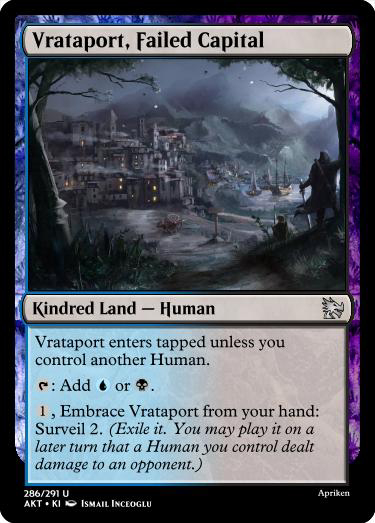 Vrataport, Failed Capital
Kindred Land — Human
Vrataport enters tapped unless you
control another Human.
: Add or .
1, Embrace Vrataport from your hand:
Surveil 2. (Exile it. You may play it on a
later turn that a Human you control dealt
damage to an opponent.)
286/291 U
Apriken
AKT • KI Ismail Inceoglu